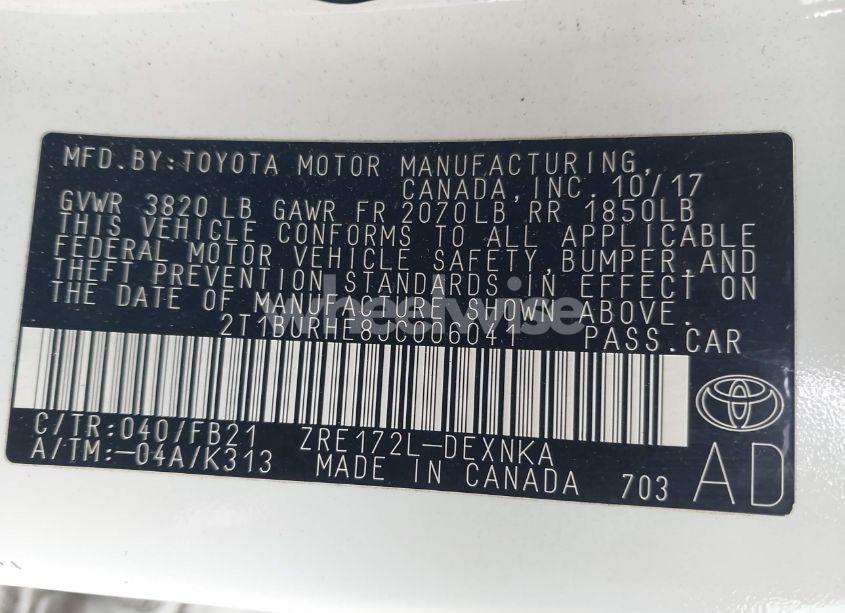 MFD.BY:TOYOTA MOTOR MANUFACTURING,
CANADA,INC. 10/17
GVWR 3820 LB GAWR FR 2070LB RR 1850LB
THIS VEHICLE CONFORMS TO ALL APPLICABLE
FEDERAL MOTOR VEHICLE SAFETY,BUMPER,AND
THEFT PREVENTION STANDARDS IN EFFECT ON
THE DATE OF MANUFACTURE SHOWN ABOVE.
wheelwise
2T1BURHE8JC006041 PASS.CAR
C/TR:040/FB21 ZRE172L-DEXNKA
A/TM:-04A/K313 MADE IN CANADA 703
AD